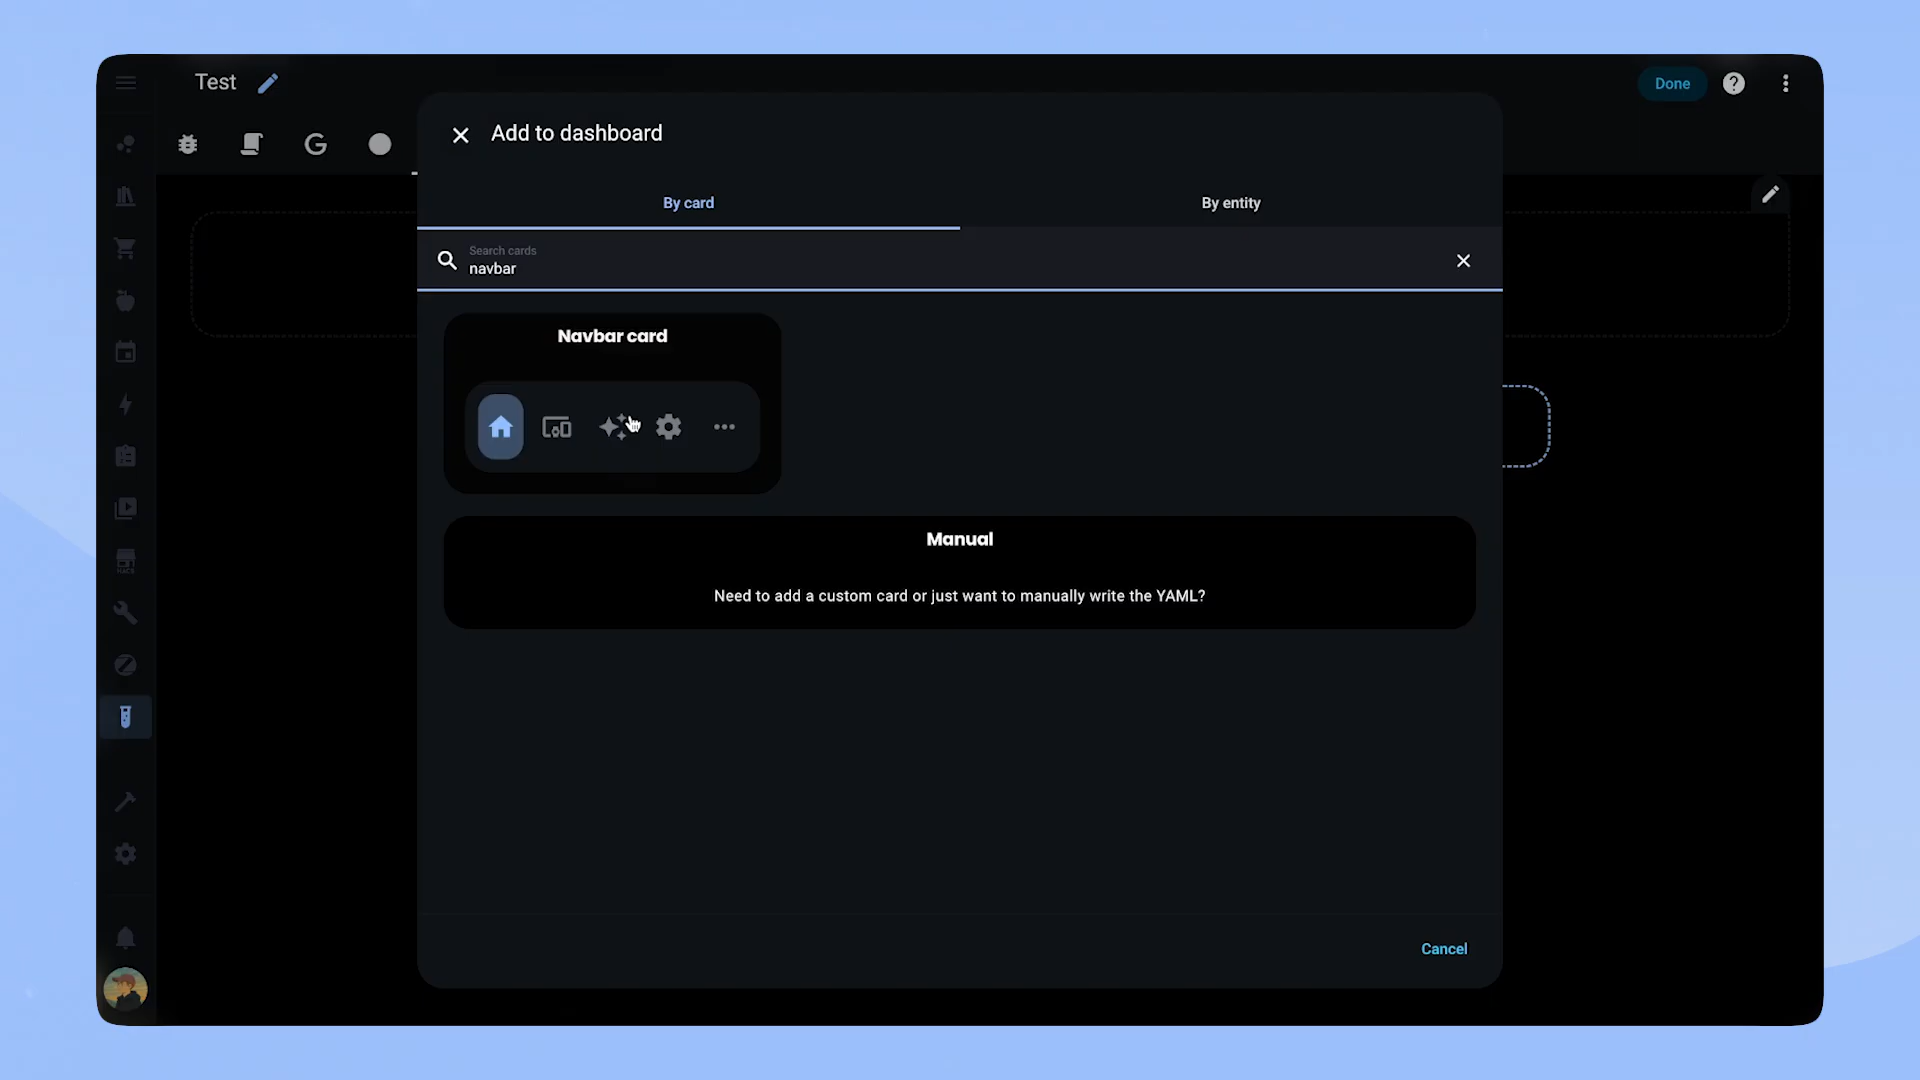 Test
Done
Add to dashboard
By card
By entity
Search cards
navbar
Navbar card
Manual
Need to add a custom card or just want to manually write the YAML?
HACS
Cancel